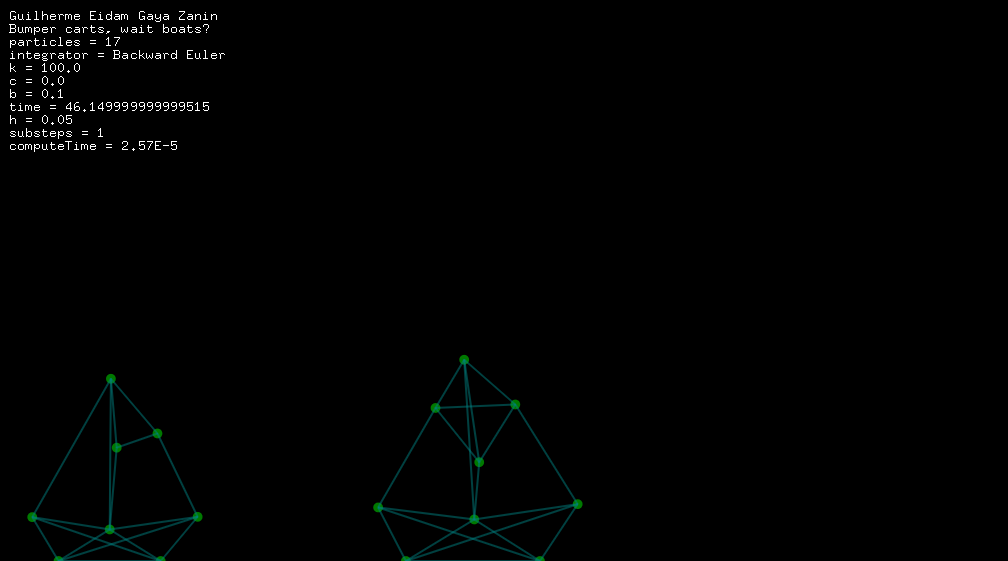 Guilherme Eidam Gaya Zanin
Bumper carts, wait boats?
particles = 17
integrator = Backward Euler
k = 100.0
c = 0.0
b = 0.1
time = 46.149999999999515
h = 0.05
substeps = 1
computeTime = 2.57E-5